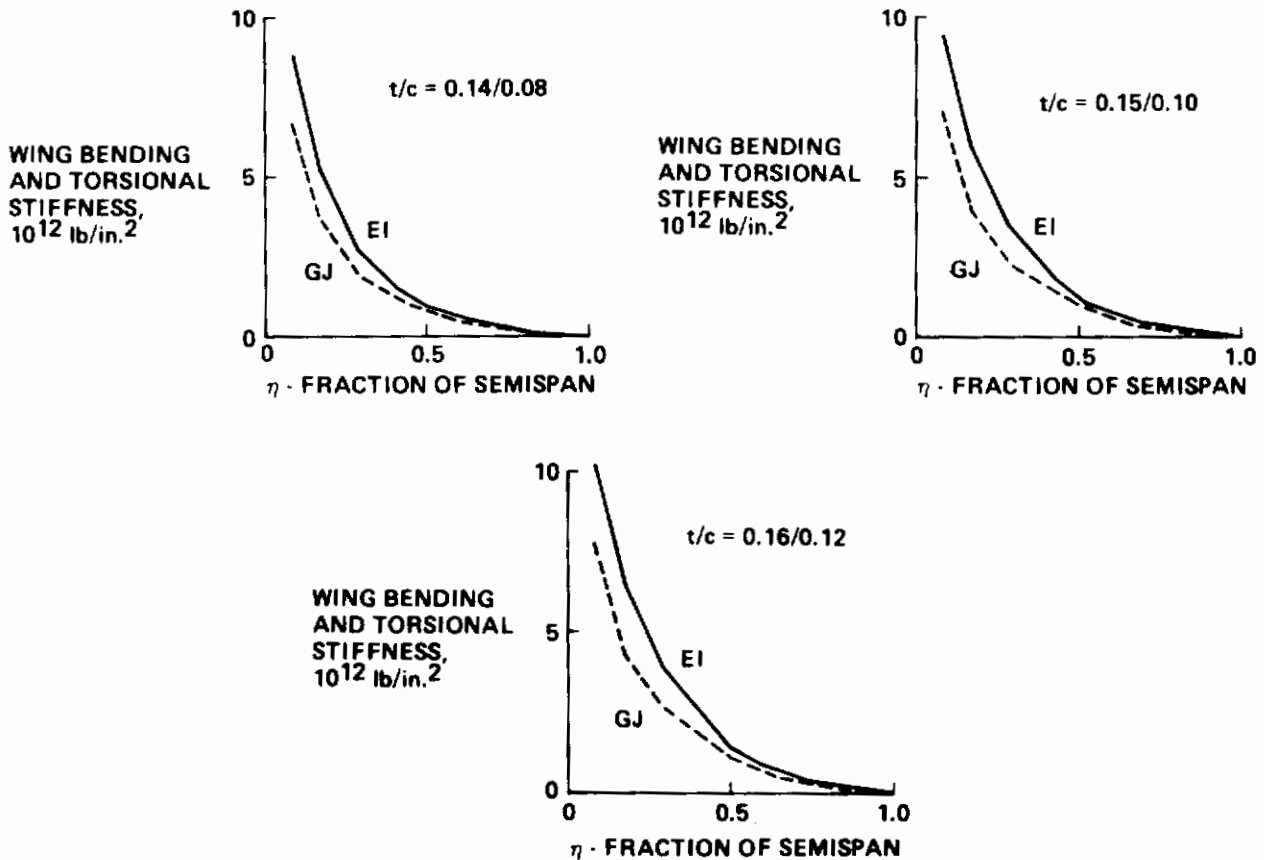 10
5
0
0
0.5
1.0
WING BENDING
AND TORSIONAL
STIFFNESS,
10¹² lb/in.²
t/c = 0.14/0.08
EI
GJ
η - FRACTION OF SEMISPAN
10
5
0
0
0.5
1.0
WING BENDING
AND TORSIONAL
STIFFNESS,
10¹² lb/in.²
t/c = 0.15/0.10
EI
GJ
η - FRACTION OF SEMISPAN
10
5
0
0
0.5
1.0
WING BENDING
AND TORSIONAL
STIFFNESS,
10¹² lb/in.²
t/c = 0.16/0.12
EI
GJ
η - FRACTION OF SEMISPAN